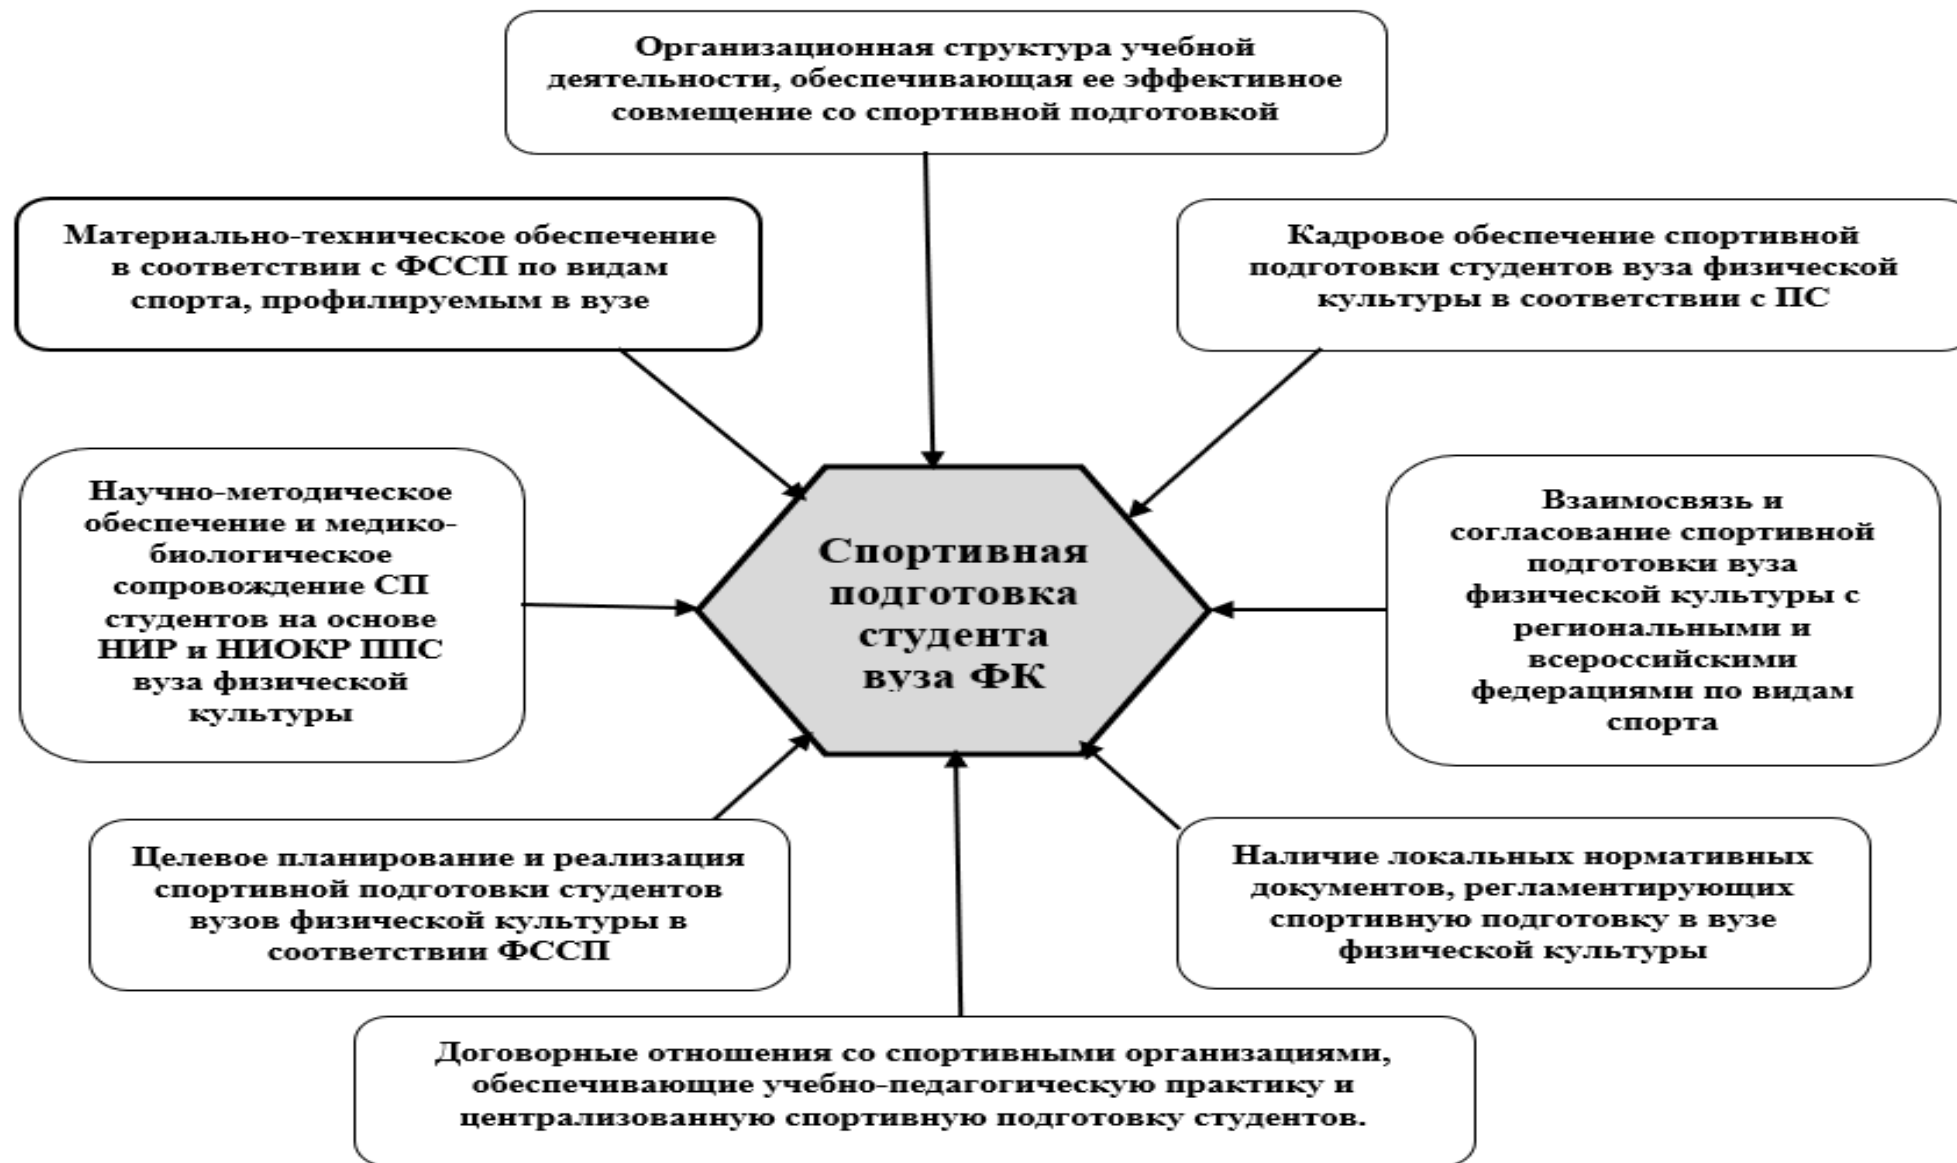 Организационная структура учебной
деятельности, обеспечивающая ее эффективное
совмещение со спортивной подготовкой
Материально-техническое обеспечение
в соответствии с ФССП по видам
спорта, профилируемым в вузе
Кадровое обеспечение спортивной
подготовки студентов вуза физической
культуры в соответствии с ПС
Научно-методическое
обеспечение и медико-
биологическое
сопровождение СП
студентов на основе
НИР и НИОКР ППС
вуза физической
культуры
Спортивная
подготовка
студента
вуза ФК
Взаимосвязь и
согласование спортивной
подготовки вуза
физической культуры с
региональными и
всероссийскими
федерациями по видам
спорта
Целевое планирование и реализация
спортивной подготовки студентов
вузов физической культуры в
соответствии ФССП
Наличие локальных нормативных
документов, регламентирующих
спортивную подготовку в вузе
физической культуры
Договорные отношения со спортивными организациями,
обеспечивающие учебно-педагогическую практику и
централизованную спортивную подготовку студентов.